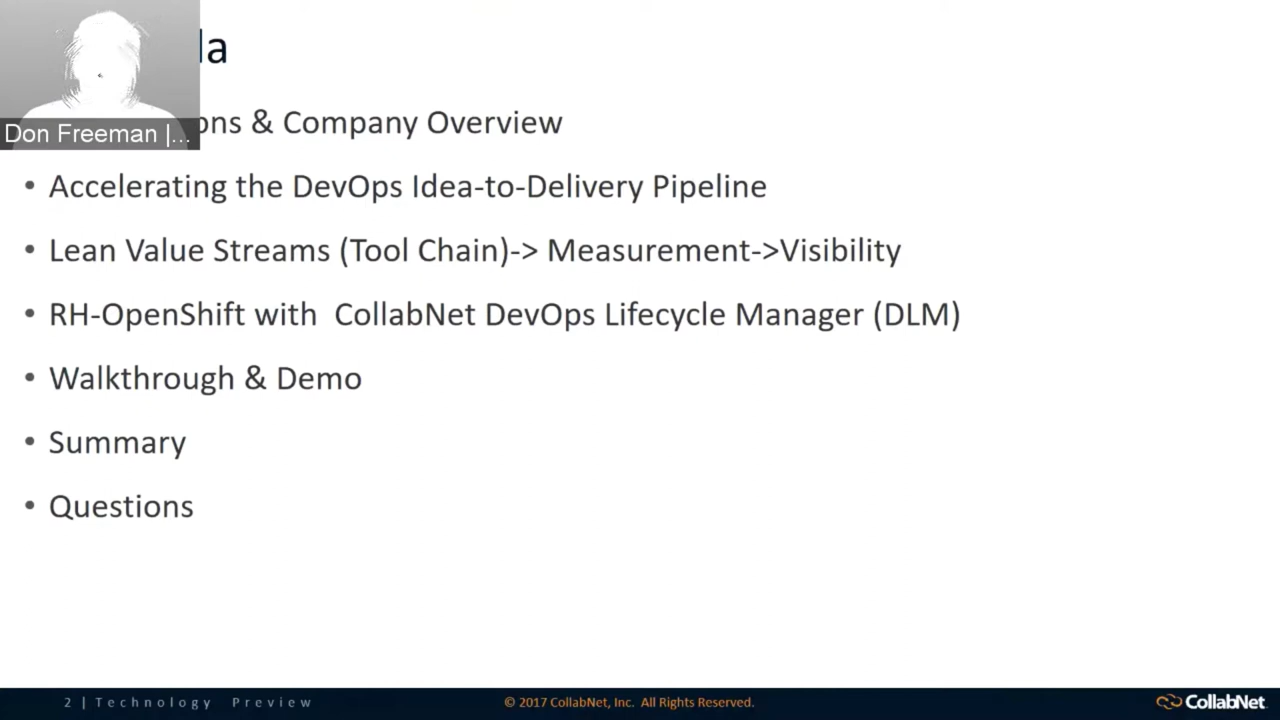 la
Don Freeman |...
ons & Company Overview
• Accelerating the DevOps Idea-to-Delivery Pipeline
• Lean Value Streams (Tool Chain)-> Measurement->Visibility
• RH-OpenShift with CollabNet DevOps Lifecycle Manager (DLM)
• Walkthrough & Demo
• Summary
• Questions
2 | Technology Preview
© 2017 CollabNet, Inc. All Rights Reserved.
CollabNet